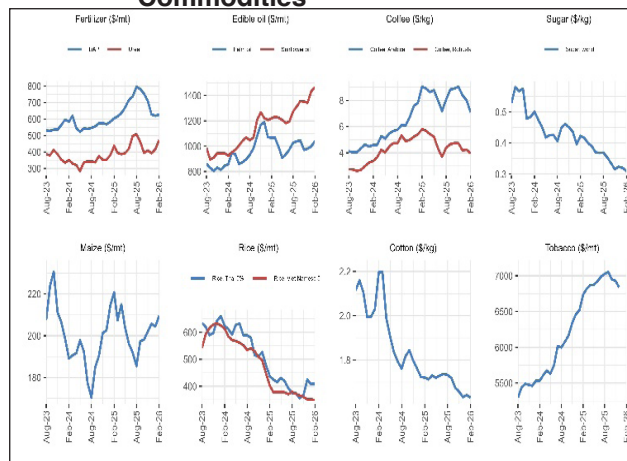 Commodities
Fertilizer ($/mt)
Edible oil ($/mt)
Coffee ($/kg)
Sugar ($/kg)
Urea
Coffee, Arabica
Coffee, Robusta
Sugar, world
800
700
600
500
400
300
1400
1200
1000
800
8
6
4
0.5
0.4
0.3
Aug-23
Feb-24
Aug-24
Feb-25
Aug-25
Feb-26
Aug-23
Feb-24
Aug-24
Feb-25
Aug-25
Feb-26
Aug-23
Feb-24
Aug-24
Feb-25
Aug-25
Feb-26
Aug-23
Feb-24
Aug-24
Feb-25
Aug-25
Feb-26
Maize ($/mt)
Rice ($/mt)
Cotton ($/kg)
Tobacco ($/mt)
Rice, Thai 5%
Rice, Viet Namese 5
220
200
180
600
500
400
2.2
2.0
1.8
7000
6500
6000
5500
Aug-23
Feb-24
Aug-24
Feb-25
Aug-25
Feb-26
Aug-23
Feb-24
Aug-24
Feb-25
Aug-25
Feb-26
Aug-23
Feb-24
Aug-24
Feb-25
Aug-25
Feb-26
Aug-23
Feb-24
Aug-24
Feb-25
Aug-25
Feb-26